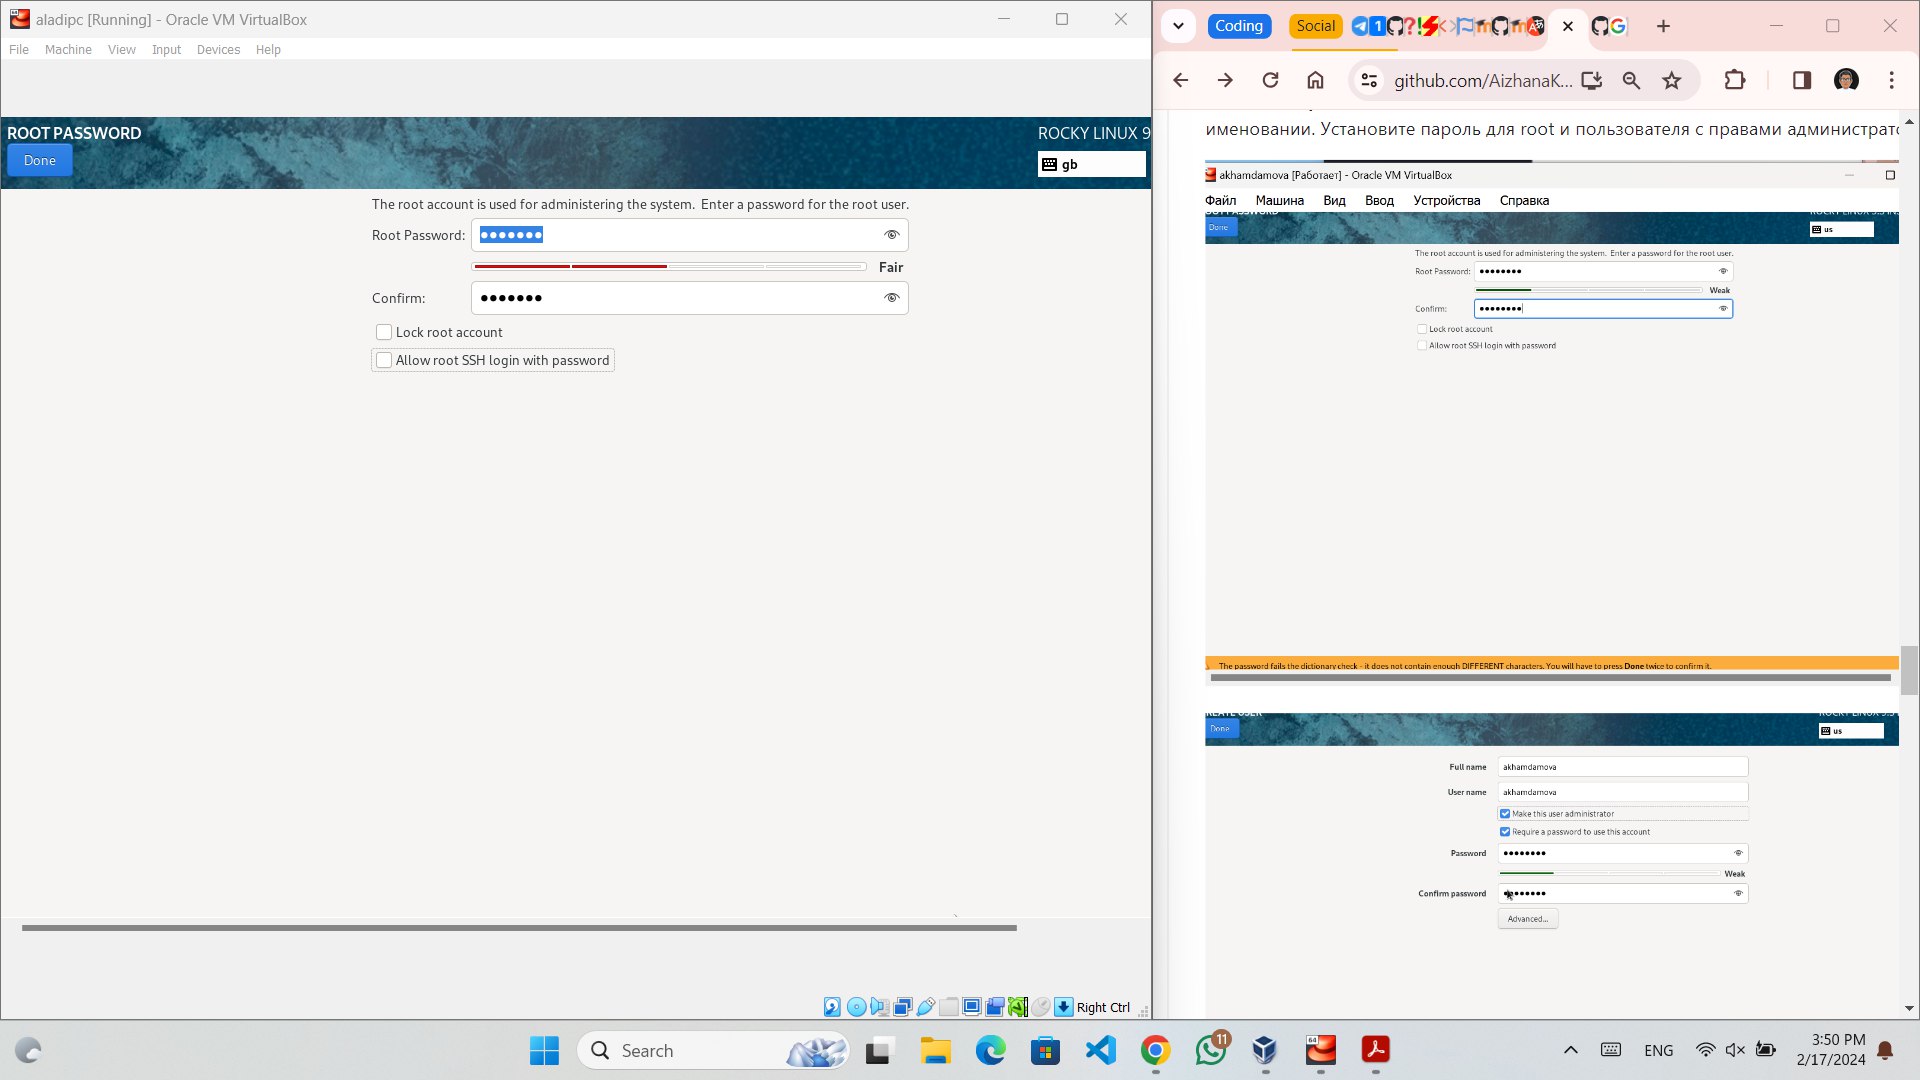 aladipc [Running] - Oracle VM VirtualBox
File Machine View Input Devices Help
ROOT PASSWORD
ROCKY LINUX 9
Done
gb
The root account is used for administering the system. Enter a password for the root user.
Root Password: ●●●●●●●
Fair
Confirm: ●●●●●●●
Lock root account
Allow root SSH login with password
Right Ctrl
Coding
Social
github.com/AizhanaK...
именовании. Установите пароль для root и пользователя с правами администрато
akhamdamova [Работает] - Oracle VM VirtualBox
Файл Машина Вид Ввод Устройства Справка
Done
us
The root account is used for administering the system. Enter a password for the root user.
Root Password: ●●●●●●●●
Weak
Confirm: ●●●●●●●●
Lock root account
Allow root SSH login with password
The password fails the dictionary check - it does not contain enough DIFFERENT characters. You will have to press Done twice to confirm it.
Done
us
Full name akhamdamova
User name akhamdamova
Make this user administrator
Require a password to use this account
Password ●●●●●●●●
Weak
Confirm password ●●●●●●●●
Advanced...
Search
11
64
ENG
3:50 PM
2/17/2024